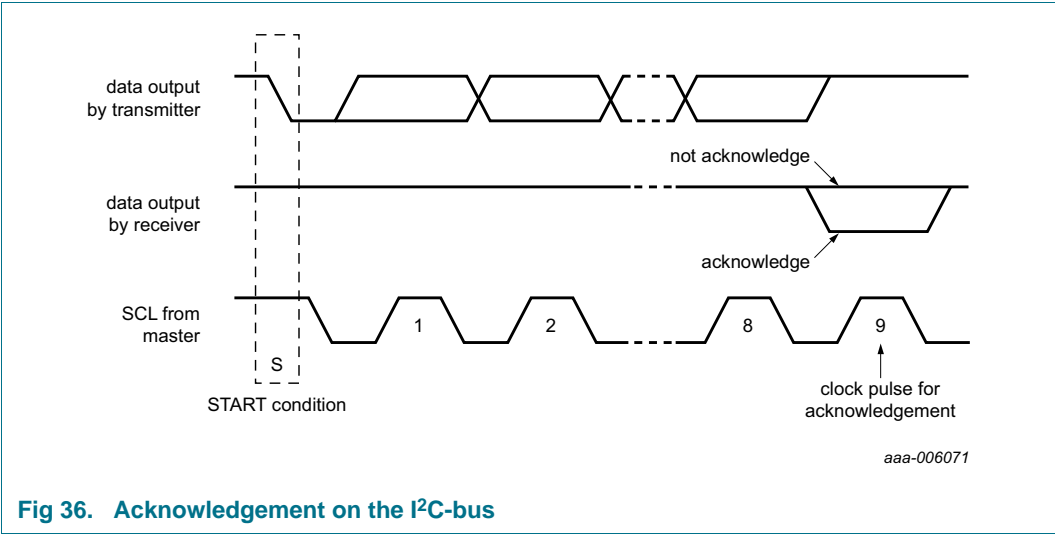 data output
by transmitter
not acknowledge
data output
by receiver
acknowledge
SCL from
master
1
2
8
9
S
START condition
clock pulse for
acknowledgement
aaa-006071
Fig 36. Acknowledgement on the I²C-bus